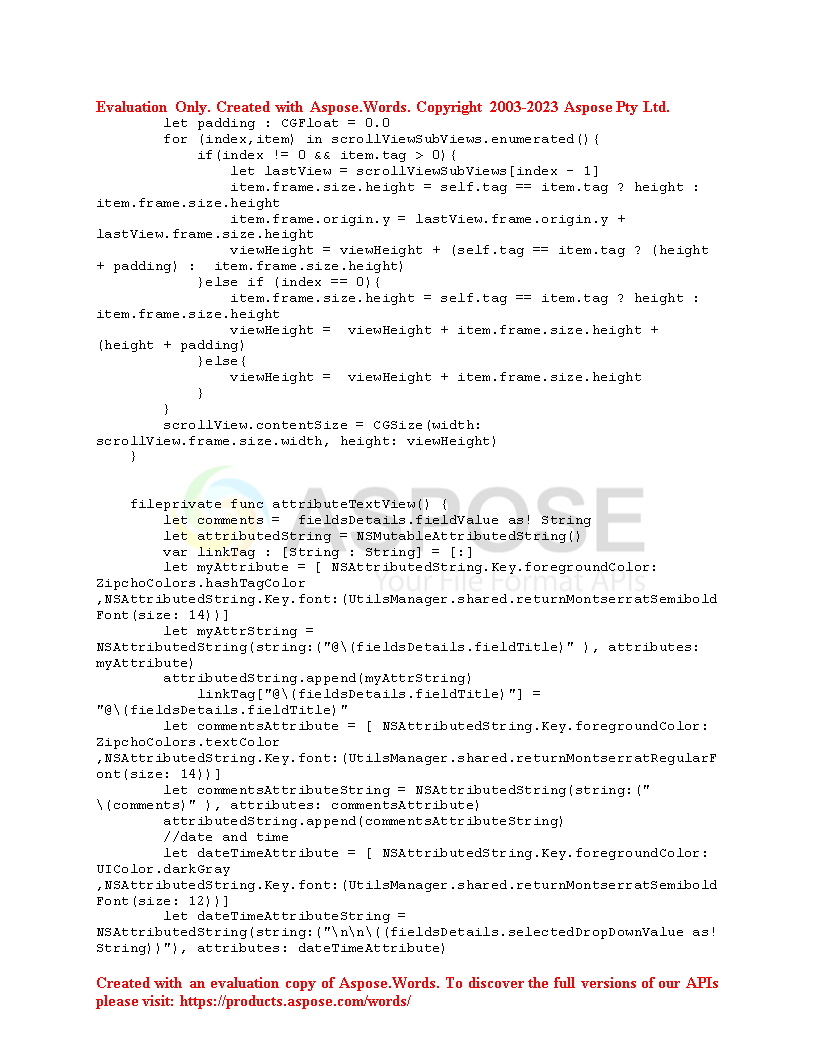 Evaluation Only. Created with Aspose.Words. Copyright 2003-2023 Aspose Pty Ltd.
        let padding : CGFloat = 0.0
        for (index,item) in scrollViewSubViews.enumerated(){
            if(index != 0 && item.tag > 0){
                let lastView = scrollViewSubViews[index - 1]
                item.frame.size.height = self.tag == item.tag ? height :
item.frame.size.height
                item.frame.origin.y = lastView.frame.origin.y +
lastView.frame.size.height
                viewHeight = viewHeight + (self.tag == item.tag ? (height
+ padding) :  item.frame.size.height)
            }else if (index == 0){
                item.frame.size.height = self.tag == item.tag ? height :
item.frame.size.height
                viewHeight =  viewHeight + item.frame.size.height +
(height + padding)
            }else{
                viewHeight =  viewHeight + item.frame.size.height
            }
        }
        scrollView.contentSize = CGSize(width:
scrollView.frame.size.width, height: viewHeight)
    }
ASPOSE
Your File Format APIs
    fileprivate func attributeTextView() {
        let comments =  fieldsDetails.fieldValue as! String
        let attributedString = NSMutableAttributedString()
        var linkTag : [String : String] = [:]
        let myAttribute = [ NSAttributedString.Key.foregroundColor:
ZipchoColors.hashTagColor
,NSAttributedString.Key.font:(UtilsManager.shared.returnMontserratSemibold
Font(size: 14))]
        let myAttrString =
NSAttributedString(string:("@\(fieldsDetails.fieldTitle)" ), attributes:
myAttribute)
        attributedString.append(myAttrString)
            linkTag["@\(fieldsDetails.fieldTitle)"] =
"@\(fieldsDetails.fieldTitle)"
        let commentsAttribute = [ NSAttributedString.Key.foregroundColor:
ZipchoColors.textColor
,NSAttributedString.Key.font:(UtilsManager.shared.returnMontserratRegularF
ont(size: 14))]
        let commentsAttributeString = NSAttributedString(string:("
\(comments)" ), attributes: commentsAttribute)
        attributedString.append(commentsAttributeString)
        //date and time
        let dateTimeAttribute = [ NSAttributedString.Key.foregroundColor:
UIColor.darkGray
,NSAttributedString.Key.font:(UtilsManager.shared.returnMontserratSemibold
Font(size: 12))]
        let dateTimeAttributeString =
NSAttributedString(string:("\n\n\((fieldsDetails.selectedDropDownValue as!
String))"), attributes: dateTimeAttribute)
Created with an evaluation copy of Aspose.Words. To discover the full versions of our APIs
please visit: https://products.aspose.com/words/